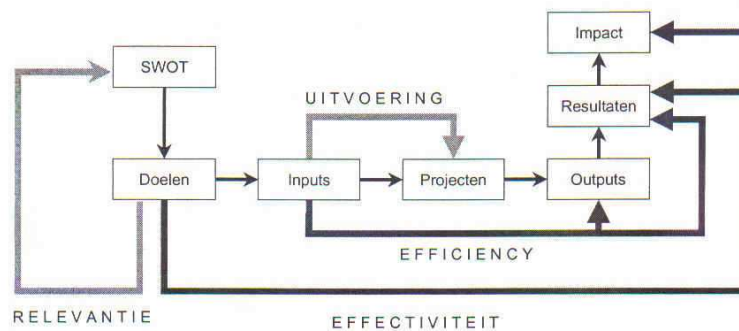 Impact
SWOT
UITVOERING
Resultaten
Doelen
Inputs
Projecten
Outputs
EFFICIENCY
RELEVANTIE
EFFECTIVITEIT